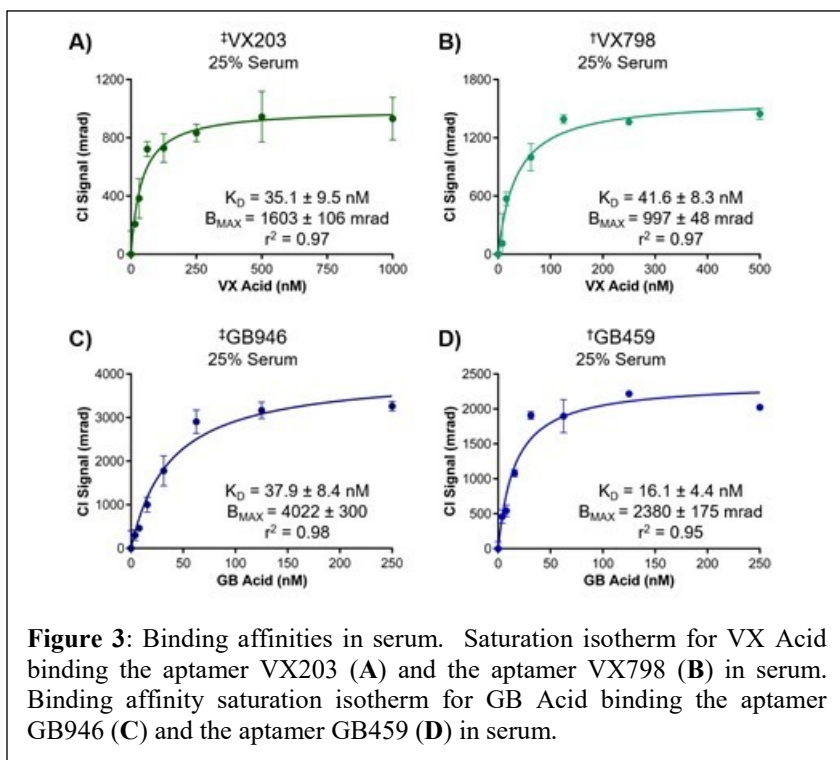 A)
‡VX203
25% Serum
1200
800
400
0
CI Signal (mrad)
K_D = 35.1 ± 9.5 nM
B_MAX = 1603 ± 106 mrad
r² = 0.97
0 250 500 750 1000
VX Acid (nM)
B)
†VX798
25% Serum
1800
1200
600
0
CI Signal (mrad)
K_D = 41.6 ± 8.3 nM
B_MAX = 997 ± 48 mrad
r² = 0.97
0 100 200 300 400 500
VX Acid (nM)
C)
‡GB946
25% Serum
4000
3000
2000
1000
0
CI Signal (mrad)
K_D = 37.9 ± 8.4 nM
B_MAX = 4022 ± 300
r² = 0.98
0 50 100 150 200 250
GB Acid (nM)
D)
†GB459
25% Serum
2500
2000
1500
1000
500
0
CI Signal (mrad)
K_D = 16.1 ± 4.4 nM
B_MAX = 2380 ± 175 mrad
r² = 0.95
0 50 100 150 200 250
GB Acid (nM)
Figure 3: Binding affinities in serum. Saturation isotherm for VX Acid
binding the aptamer VX203 (A) and the aptamer VX798 (B) in serum.
Binding affinity saturation isotherm for GB Acid binding the aptamer
GB946 (C) and the aptamer GB459 (D) in serum.